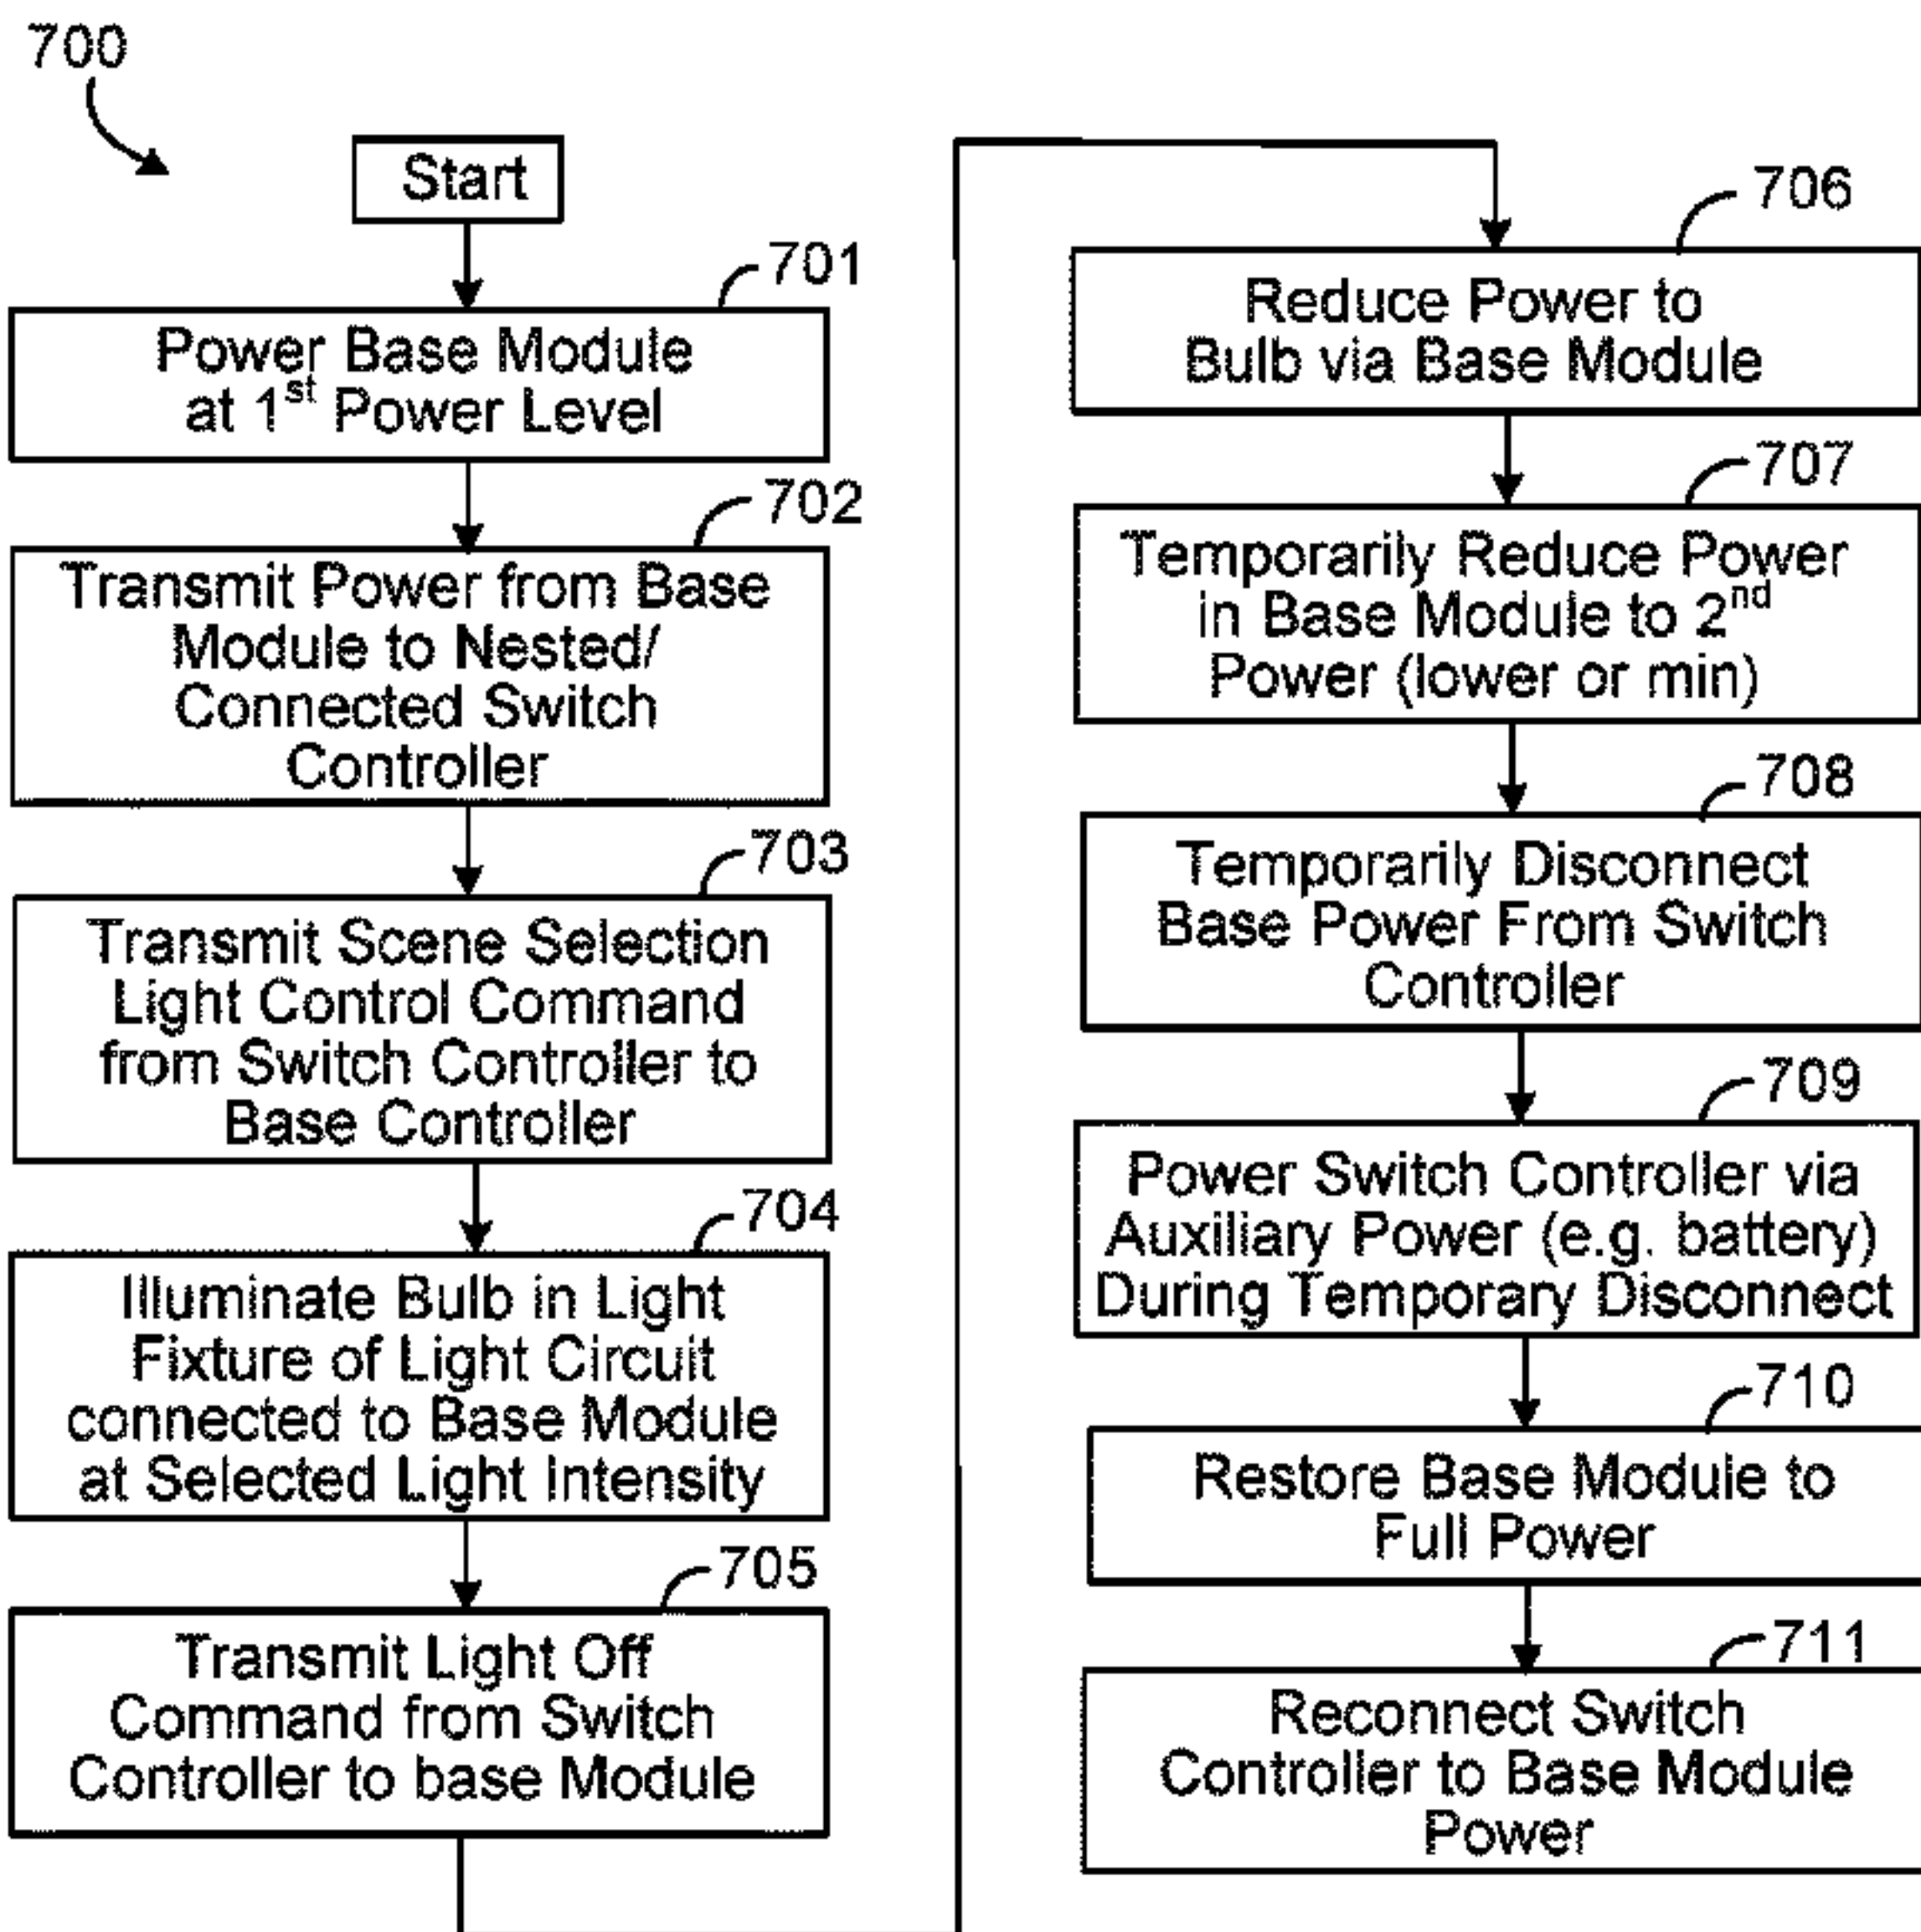 700
Start
701
Power Base Module
at 1st Power Level
702
Transmit Power from Base
Module to Nested/
Connected Switch
Controller
703
Transmit Scene Selection
Light Control Command
from Switch Controller to
Base Controller
704
Illuminate Bulb in Light
Fixture of Light Circuit
connected to Base Module
at Selected Light Intensity
705
Transmit Light Off
Command from Switch
Controller to base Module
706
Reduce Power to
Bulb via Base Module
707
Temporarily Reduce Power
in Base Module to 2nd
Power (lower or min)
708
Temporarily Disconnect
Base Power From Switch
Controller
709
Power Switch Controller via
Auxiliary Power (e.g. battery)
During Temporary Disconnect
710
Restore Base Module to
Full Power
711
Reconnect Switch
Controller to Base Module
Power